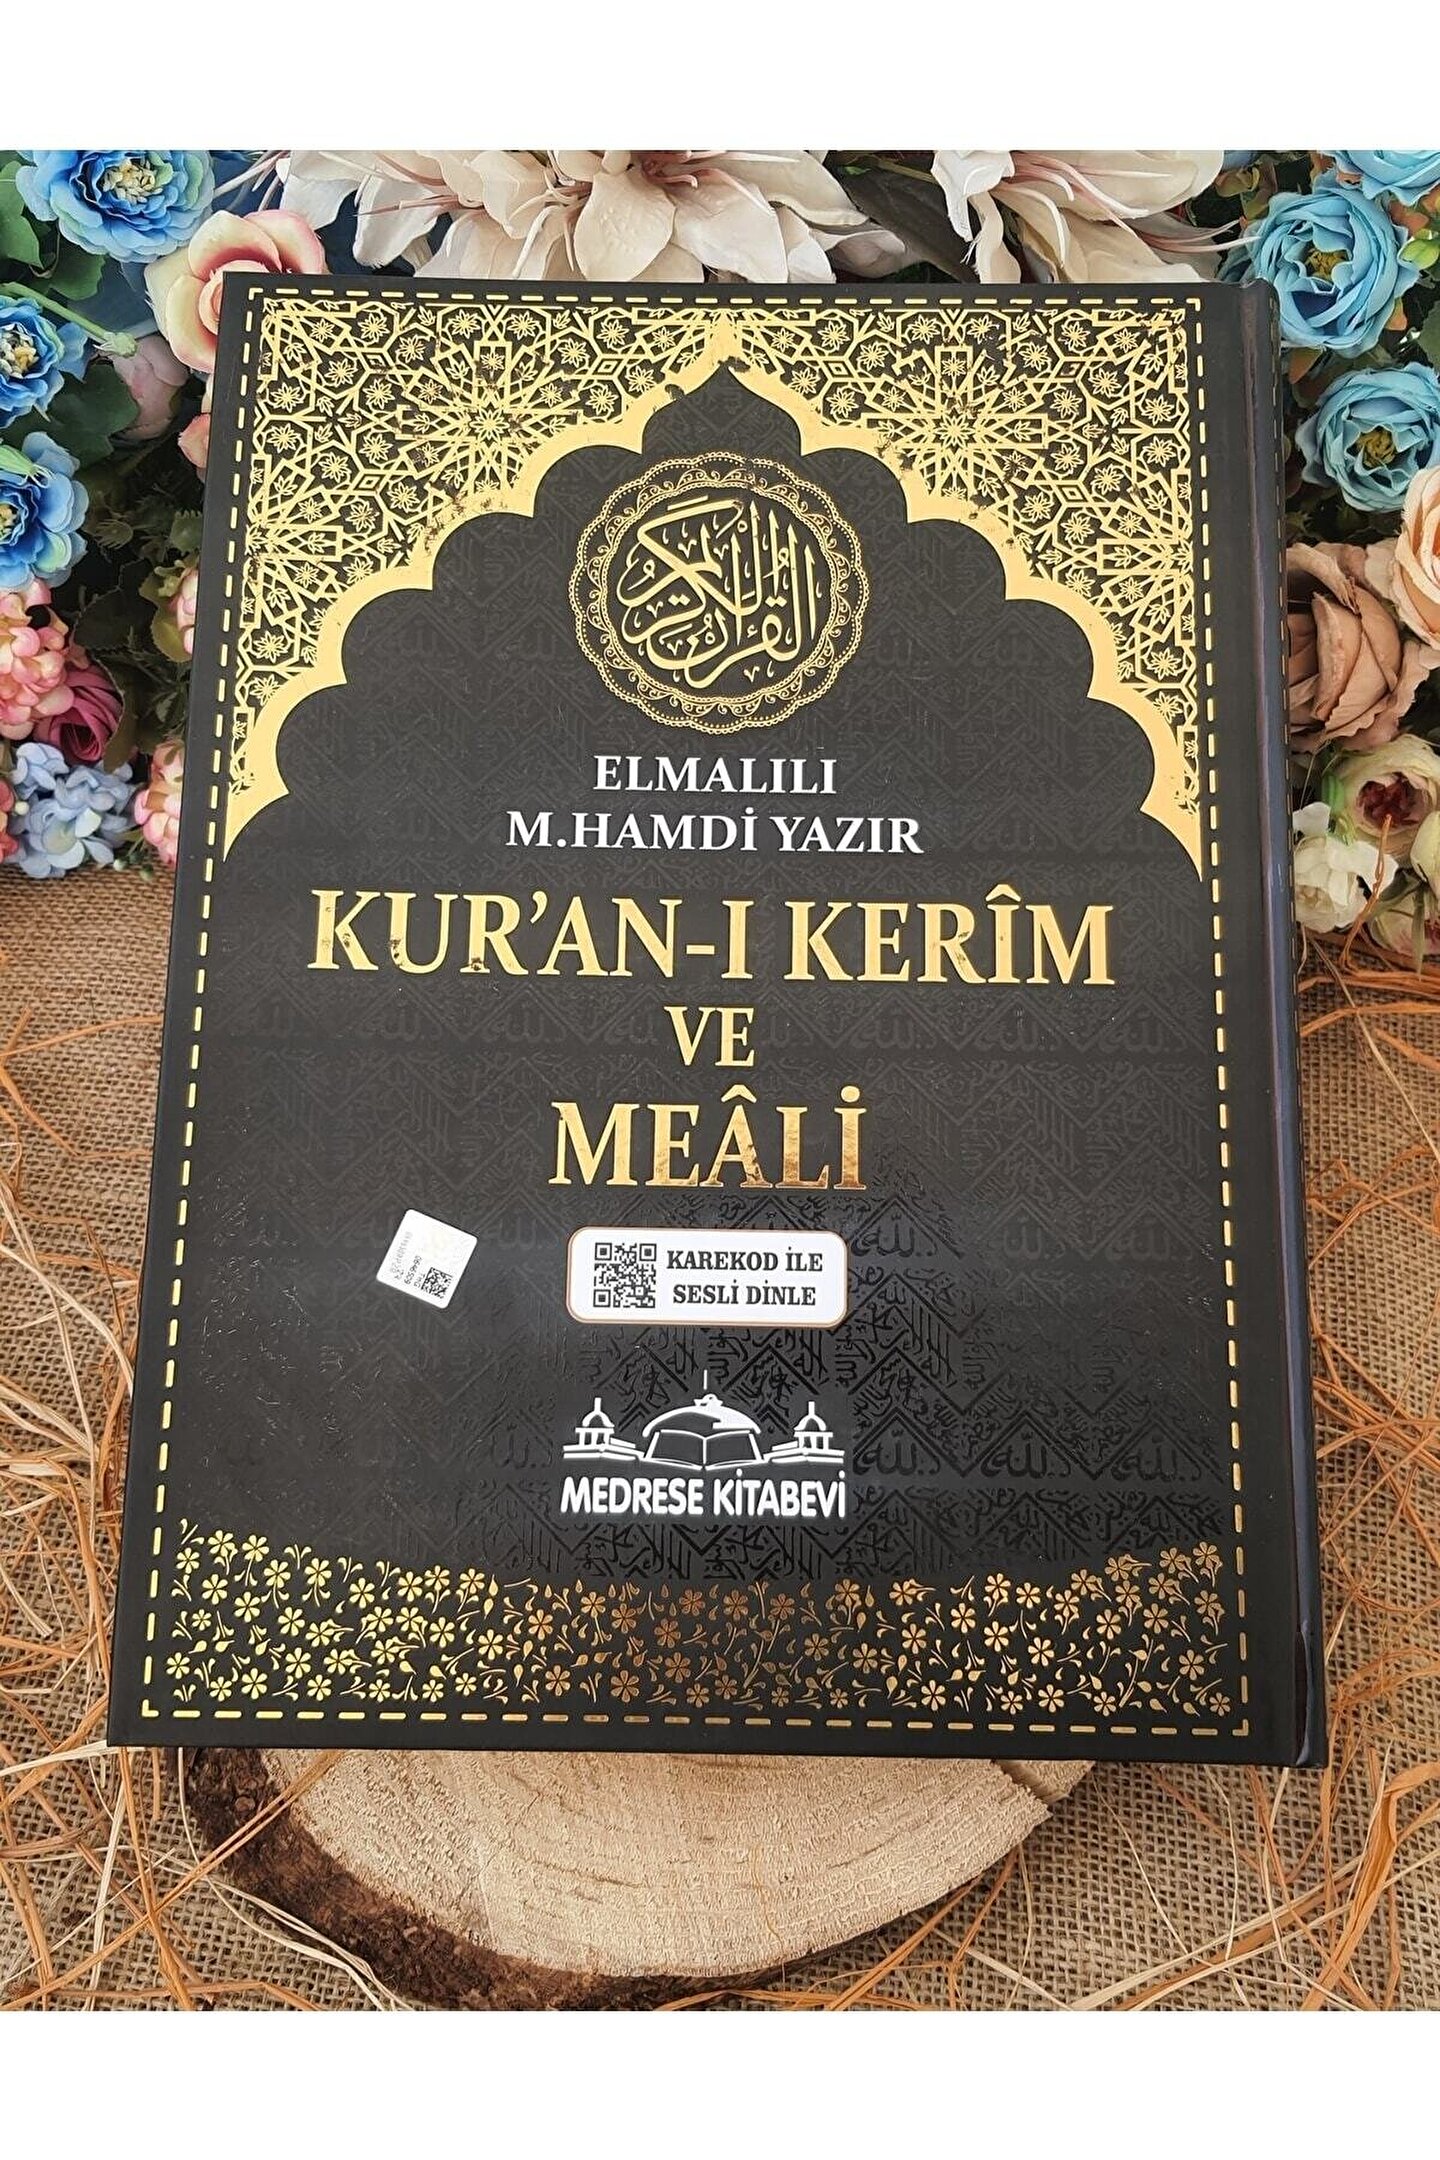 القرآن الكريم
ELMALILI
M.HAMDİ YAZIR
KUR'AN-I KERÎM
VE
MEÂLİ
KAREKOD İLE
SESLİ DİNLE
MEDRESE KİTABEVİ